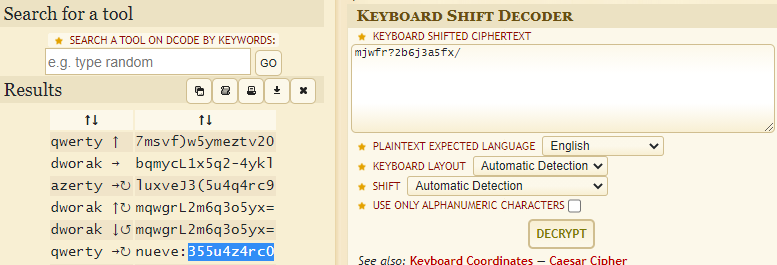 Search for a tool
★ SEARCH A TOOL ON DCODE BY KEYWORDS:
e.g. type random
GO
Results
↑↓ ↑↓
qwerty ↑ 7msvf)w5ymeztv20
dworak → bqmycL1x5q2-4ykl
azerty →↻ luxveJ3(5u4q4rc9
dworak ↑↻ mqwgrL2m6q3o5yx=
dworak ↓↺ mqwgrL2m6q3o5yx=
qwerty →↻ nueve:355u4z4rc0
KEYBOARD SHIFT DECODER
★ KEYBOARD SHIFTED CIPHERTEXT
mjwfr?2b6j3a5fx/
★ PLAINTEXT EXPECTED LANGUAGE English
★ KEYBOARD LAYOUT Automatic Detection
★ SHIFT Automatic Detection
★ USE ONLY ALPHANUMERIC CHARACTERS
DECRYPT
See also: Keyboard Coordinates — Caesar Cipher